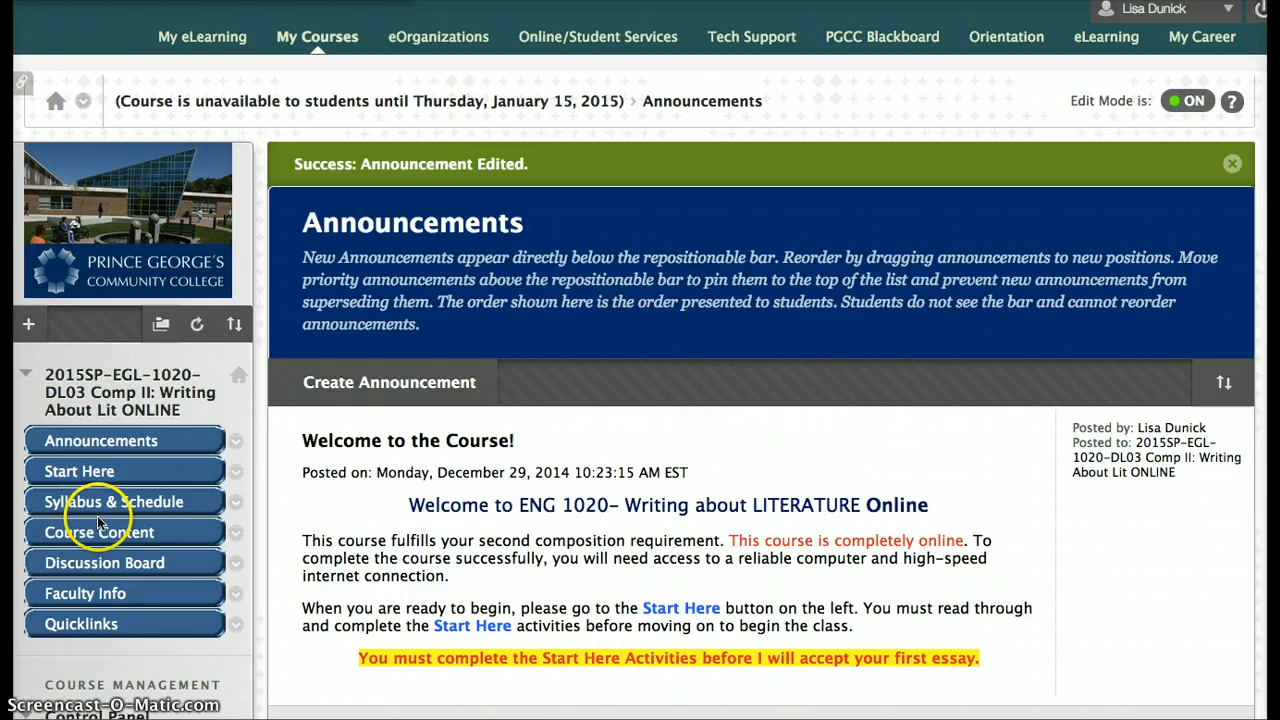 Lisa Dunick
My eLearning
My Courses
eOrganizations
Online/Student Services
Tech Support
PGCC Blackboard
Orientation
eLearning
My Career
(Course is unavailable to students until Thursday, January 15, 2015) > Announcements
Edit Mode is:
ON
?
PRINCE GEORGE'S
COMMUNITY COLLEGE
Success: Announcement Edited.
Announcements
New Announcements appear directly below the repositionable bar. Reorder by dragging announcements to new positions. Move
priority announcements above the repositionable bar to pin them to the top of the list and prevent new announcements from
superseding them. The order shown here is the order presented to students. Students do not see the bar and cannot reorder
announcements.
Create Announcement
2015SP-EGL-1020-
DL03 Comp II: Writing
About Lit ONLINE
Announcements
Start Here
Syllabus & Schedule
Course Content
Discussion Board
Faculty Info
Quicklinks
COURSE MANAGEMENT
Control Panel
Welcome to the Course!
Posted on: Monday, December 29, 2014 10:23:15 AM EST
Welcome to ENG 1020- Writing about LITERATURE Online
This course fulfills your second composition requirement. This course is completely online. To
complete the course successfully, you will need access to a reliable computer and high-speed
internet connection.
When you are ready to begin, please go to the Start Here button on the left. You must read through
and complete the Start Here activities before moving on to begin the class.
You must complete the Start Here Activities before I will accept your first essay.
Posted by: Lisa Dunick
Posted to: 2015SP-EGL-
1020-DL03 Comp II: Writing
About Lit ONLINE
Screencast-O-Matic.com